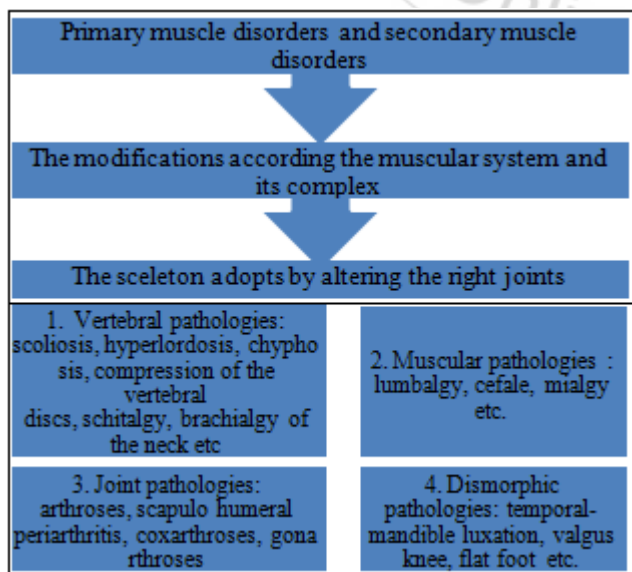 Primary muscle disorders and secondary muscle
disorders
The modifications according the muscular system and
its complex
The sceleton adopts by altering the right joints
1. Vertebral pathologies:
scoliosis, hyperlordosis, chypho
sis, compression of the
vertebral
discs, schitalgy, brachialgy of
the neck etc
2. Muscular pathologies :
lumbalgy, cefale, mialgy
etc.
3. Joint pathologies:
arthroses, scapulo humeral
periarthritis, coxarthroses, gona
rthroses
4. Dismorphic
pathologies: temporal-
mandible luxation, valgus
knee, flat foot etc.